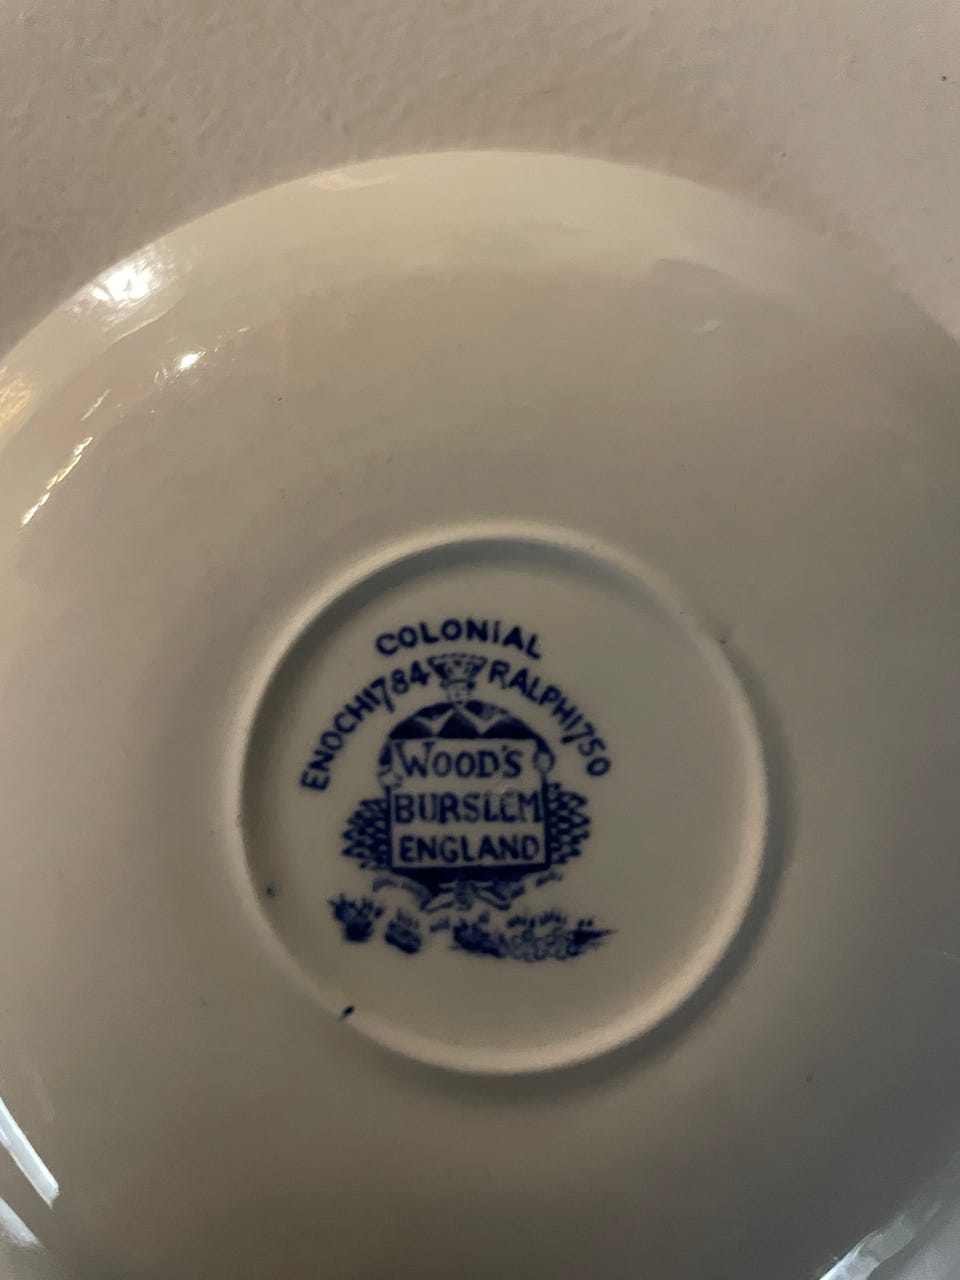 COLONIAL
ENOCH 1784 RALPH 1750
WOOD'S
BURSLEM
ENGLAND